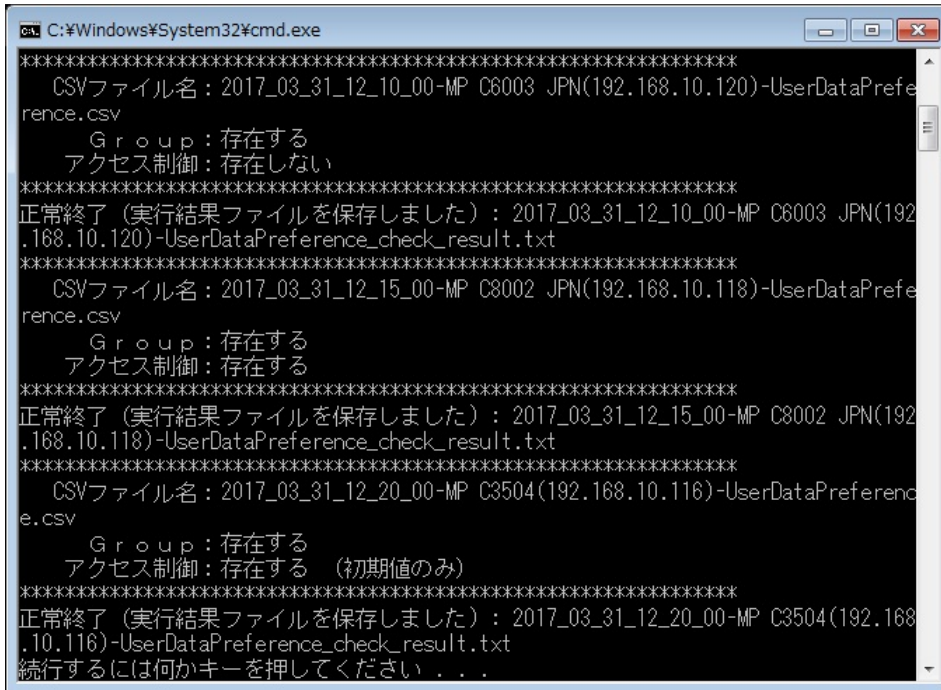 C:¥Windows¥System32¥cmd.exe
******************************************************************
CSVファイル名：2017_03_31_12_10_00-MP C6003 JPN(192.168.10.120)-UserDataPrefe
rence.csv
Ｇｒｏｕｐ：存在する
アクセス制御：存在しない
******************************************************************
正常終了（実行結果ファイルを保存しました）: 2017_03_31_12_10_00-MP C6003 JPN(192
.168.10.120)-UserDataPreference_check_result.txt
******************************************************************
CSVファイル名：2017_03_31_12_15_00-MP C8002 JPN(192.168.10.118)-UserDataPrefe
rence.csv
Ｇｒｏｕｐ：存在する
アクセス制御：存在する
******************************************************************
正常終了（実行結果ファイルを保存しました）: 2017_03_31_12_15_00-MP C8002 JPN(192
.168.10.118)-UserDataPreference_check_result.txt
******************************************************************
CSVファイル名：2017_03_31_12_20_00-MP C3504(192.168.10.116)-UserDataPreferenc
e.csv
Ｇｒｏｕｐ：存在する
アクセス制御：存在する　（初期値のみ）
******************************************************************
正常終了（実行結果ファイルを保存しました）: 2017_03_31_12_20_00-MP C3504(192.168
.10.116)-UserDataPreference_check_result.txt
続行するには何かキーを押してください . . .